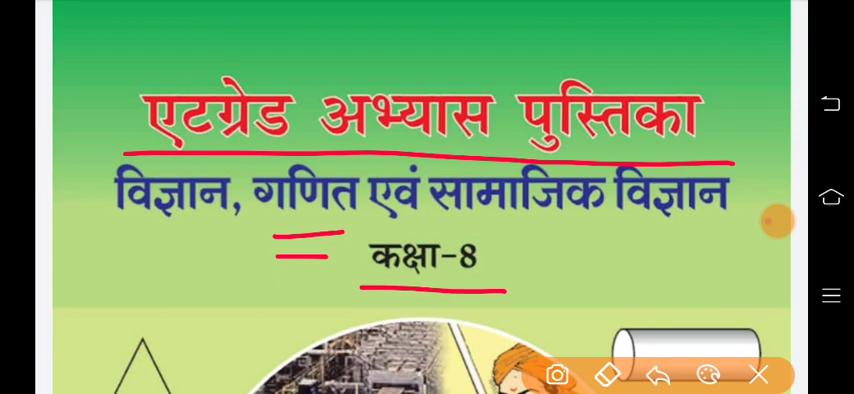 एटग्रेड अभ्यास पुस्तिका
विज्ञान, गणित एवं सामाजिक विज्ञान
कक्षा-8